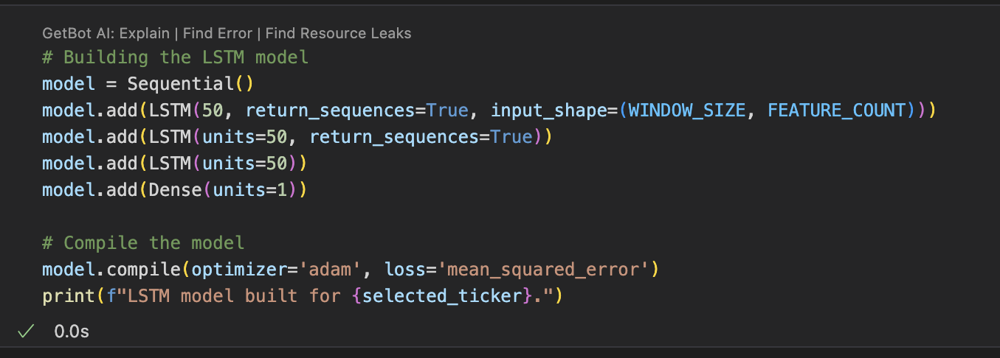 GetBot AI: Explain | Find Error | Find Resource Leaks
# Building the LSTM model
model = Sequential()
model.add(LSTM(50, return_sequences=True, input_shape=(WINDOW_SIZE, FEATURE_COUNT)))
model.add(LSTM(units=50, return_sequences=True))
model.add(LSTM(units=50))
model.add(Dense(units=1))
# Compile the model
model.compile(optimizer='adam', loss='mean_squared_error')
print(f"LSTM model built for {selected_ticker}.")
0.0s